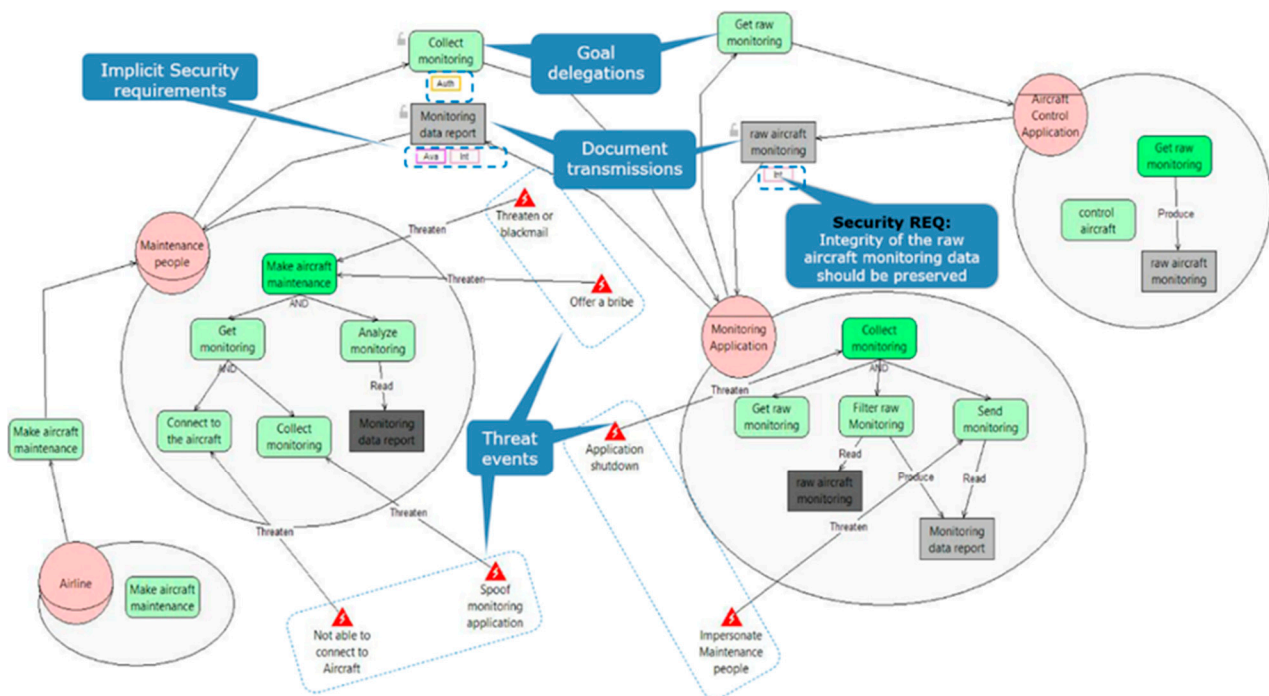 Collect
monitoring
Auth
Goal
delegations
Get raw
monitoring
Implicit Security
requirements
Monitoring
data report
Ava
Int
Document
transmissions
raw aircraft
monitoring
Int
Security REQ:
Integrity of the raw
aircraft monitoring data
should be preserved
Aircraft
Control
Application
Get raw
monitoring
Produce
control
aircraft
raw aircraft
monitoring
Maintenance
people
Threaten
Threaten or
blackmail
Make aircraft
maintenance
Threaten
Offer a bribe
AND
Get
monitoring
Analyze
monitoring
AND
Read
Connect to
the aircraft
Collect
monitoring
Monitoring
data report
Monitoring
Application
Collect
monitoring
Threaten
AND
Get raw
monitoring
Filter raw
Monitoring
Send
monitoring
Read
Produce
Read
raw aircraft
monitoring
Threaten
Monitoring
data report
Threat
events
Application
shutdown
Make aircraft
maintenance
Threaten
Threaten
Airline
Make aircraft
maintenance
Spoof
monitoring
application
Not able to
connect to
Aircraft
Impersonate
Maintenance
people